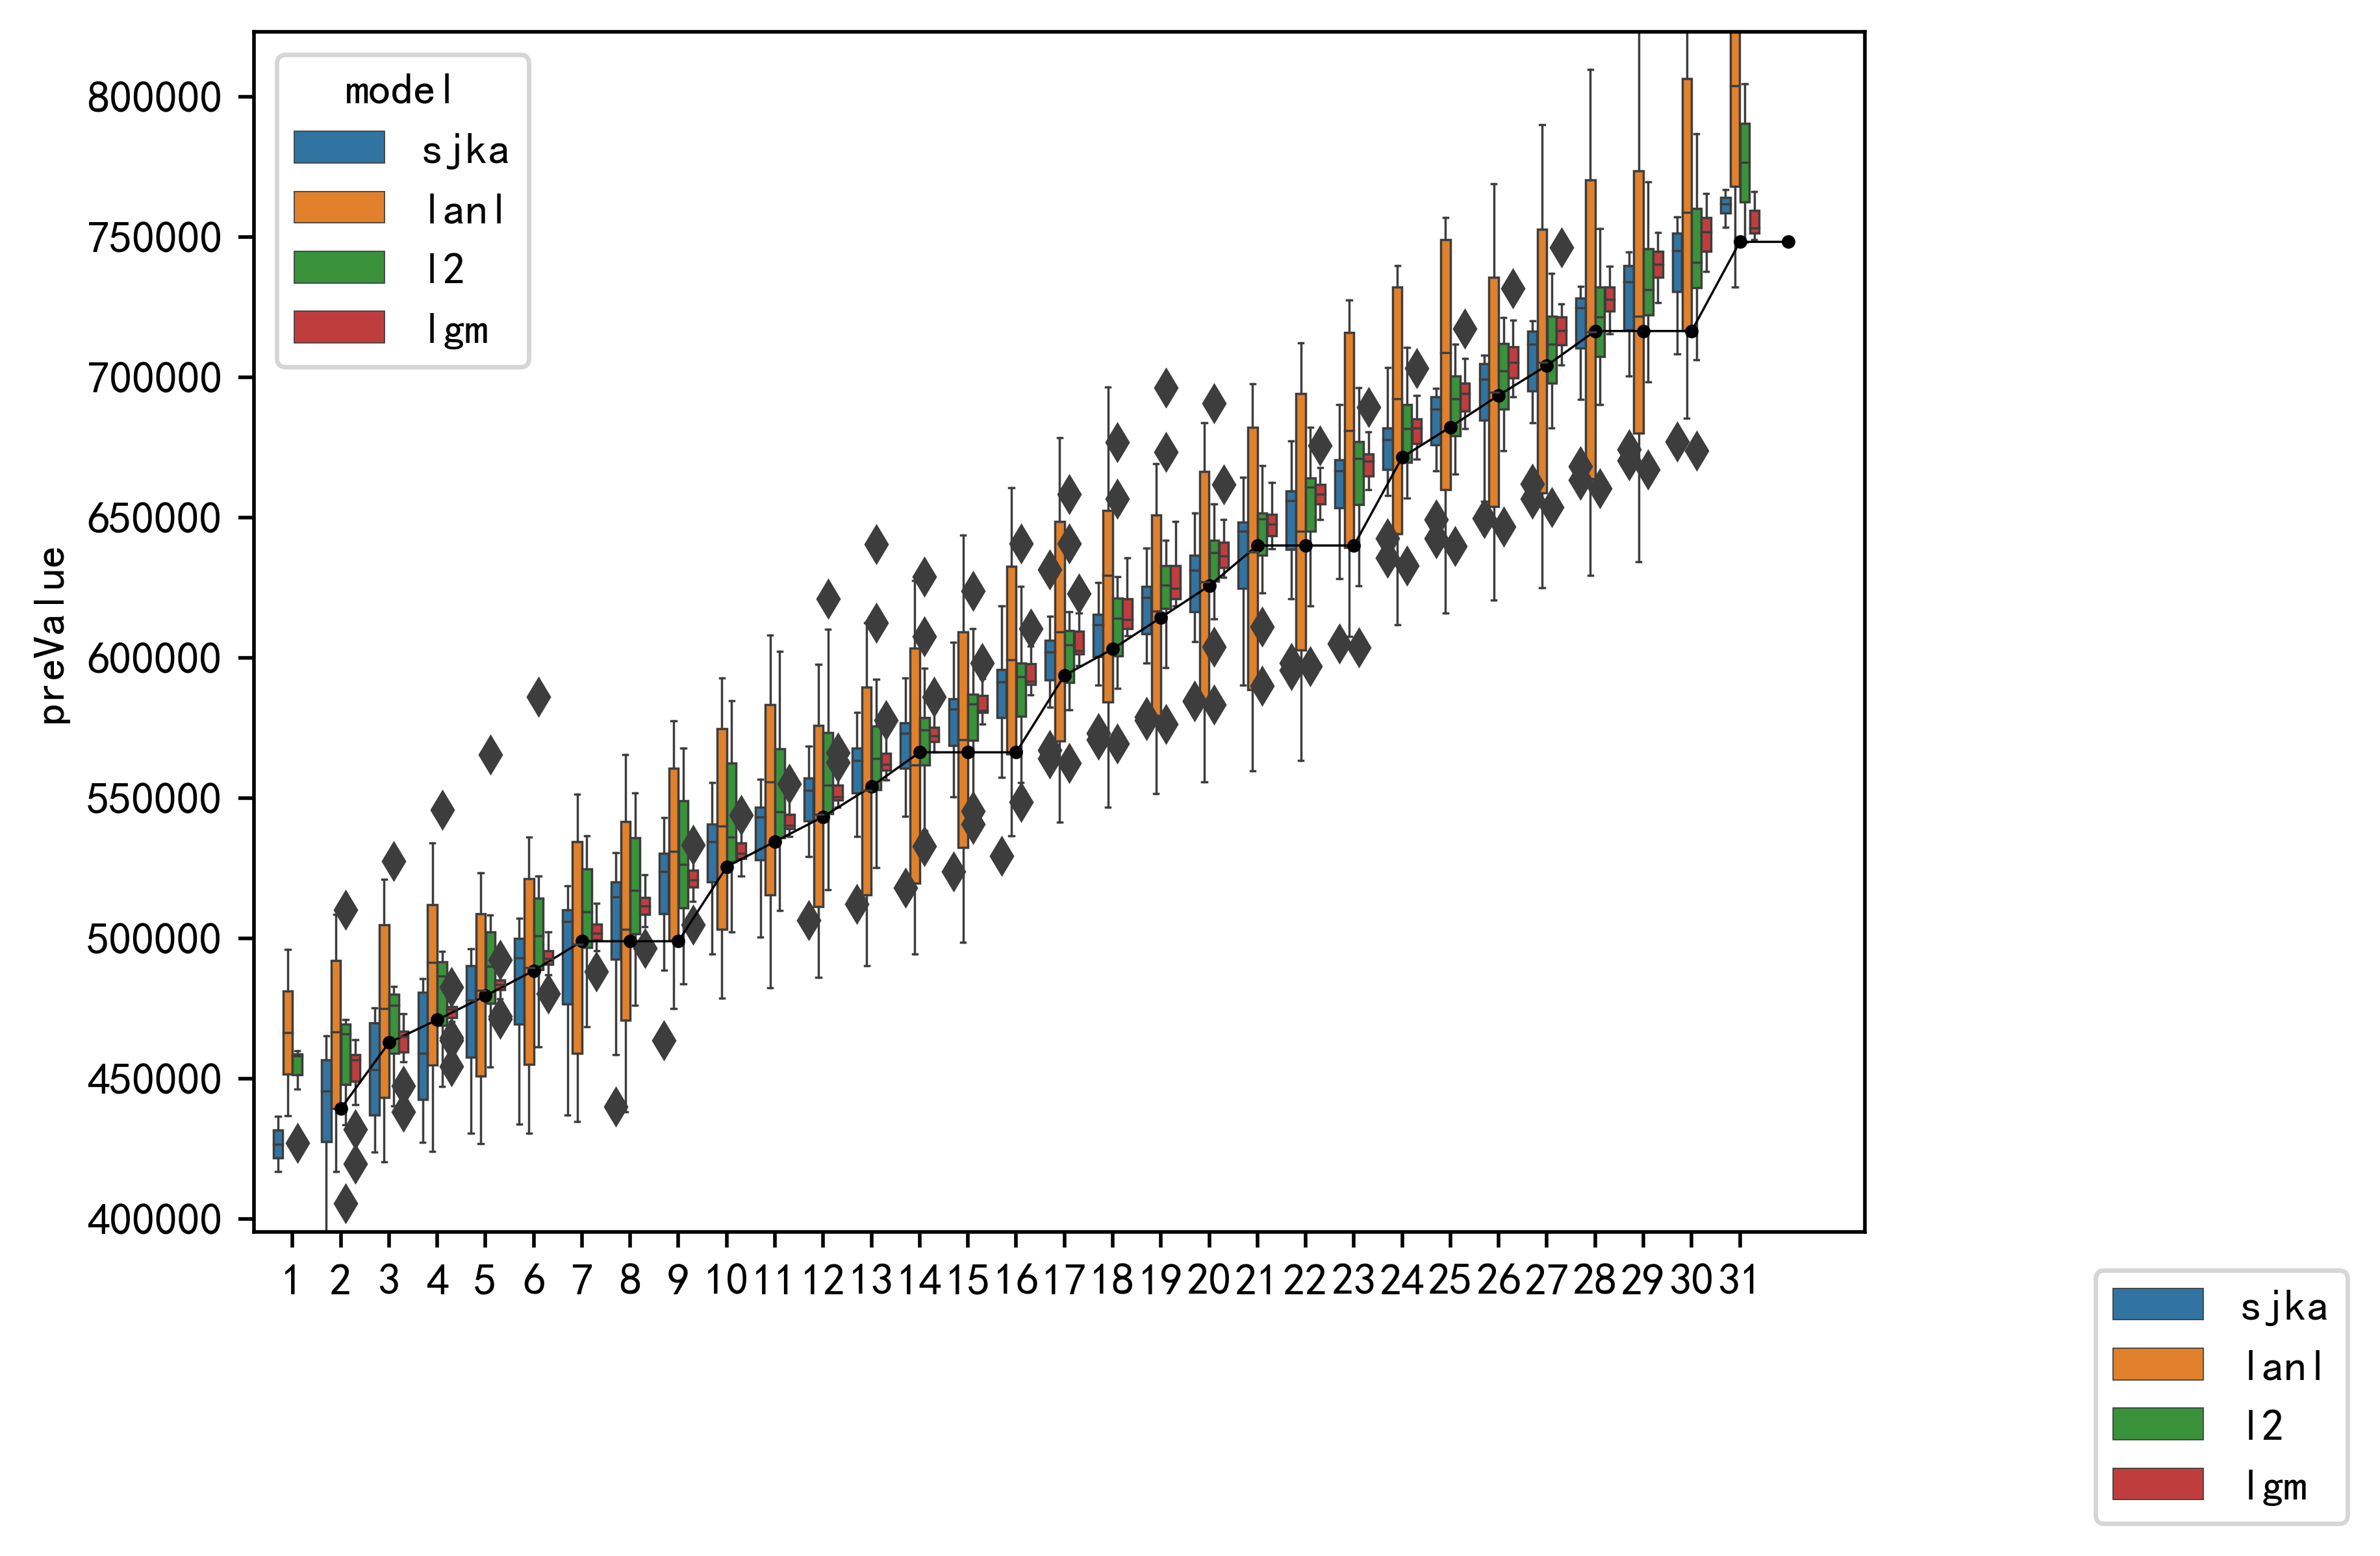 model
sjka
lanl
l2
lgm
800000
750000
700000
650000
600000
550000
500000
450000
400000
preValue
1 2 3 4 5 6 7 8 9 10 11 12 13 14 15 16 17 18 19 20 21 22 23 24 25 26 27 28 29 30 31
sjka
lanl
l2
lgm